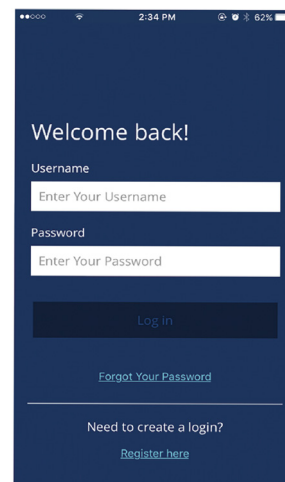 2:34 PM
62%
Welcome back!
Username
Enter Your Username
Password
Enter Your Password
Log in
Forgot Your Password
Need to create a login?
Register here